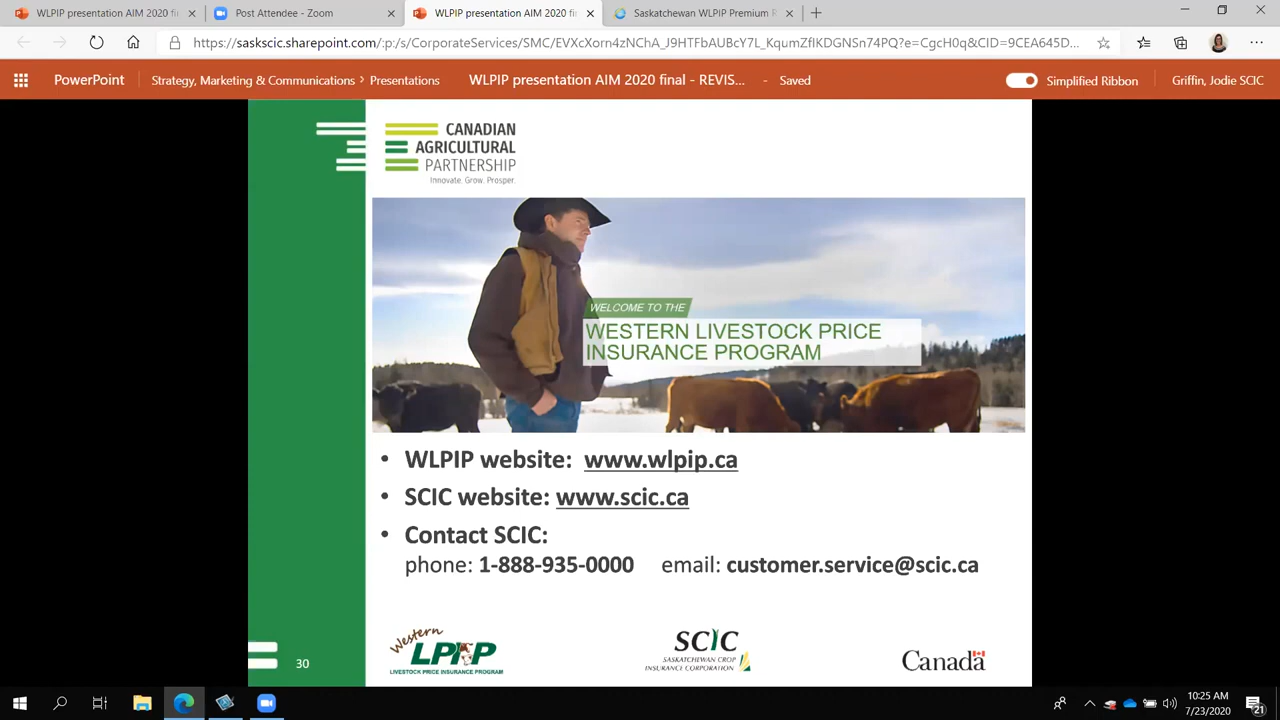 WLPIP presentation AIM 2020 fi
Post Attendee - Zoom
WLPIP presentation AIM 2020 fi
Saskatchewan WLPIP Premium R
https://saskscic.sharepoint.com/:p:/s/CorporateServices/SMC/EVXcXorn4zNChA_J9HTFbAUBcY7L_KqumZfIKDGNSn74PQ?e=CgcH0q&CID=9CEA645D...
PowerPoint
Strategy, Marketing & Communications > Presentations
WLPIP presentation AIM 2020 final - REVIS... - Saved
Simplified Ribbon
Griffin, Jodie SCIC
CANADIAN
AGRICULTURAL
PARTNERSHIP
Innovate. Grow. Prosper.
WELCOME TO THE
WESTERN LIVESTOCK PRICE
INSURANCE PROGRAM
• WLPIP website: www.wlpip.ca
• SCIC website: www.scic.ca
• Contact SCIC:
phone: 1-888-935-0000 email: customer.service@scic.ca
Western
LPIP
LIVESTOCK PRICE INSURANCE PROGRAM
SCIC
SASKATCHEWAN CROP
INSURANCE CORPORATION
Canada
30
10:25 AM
7/23/2020
21